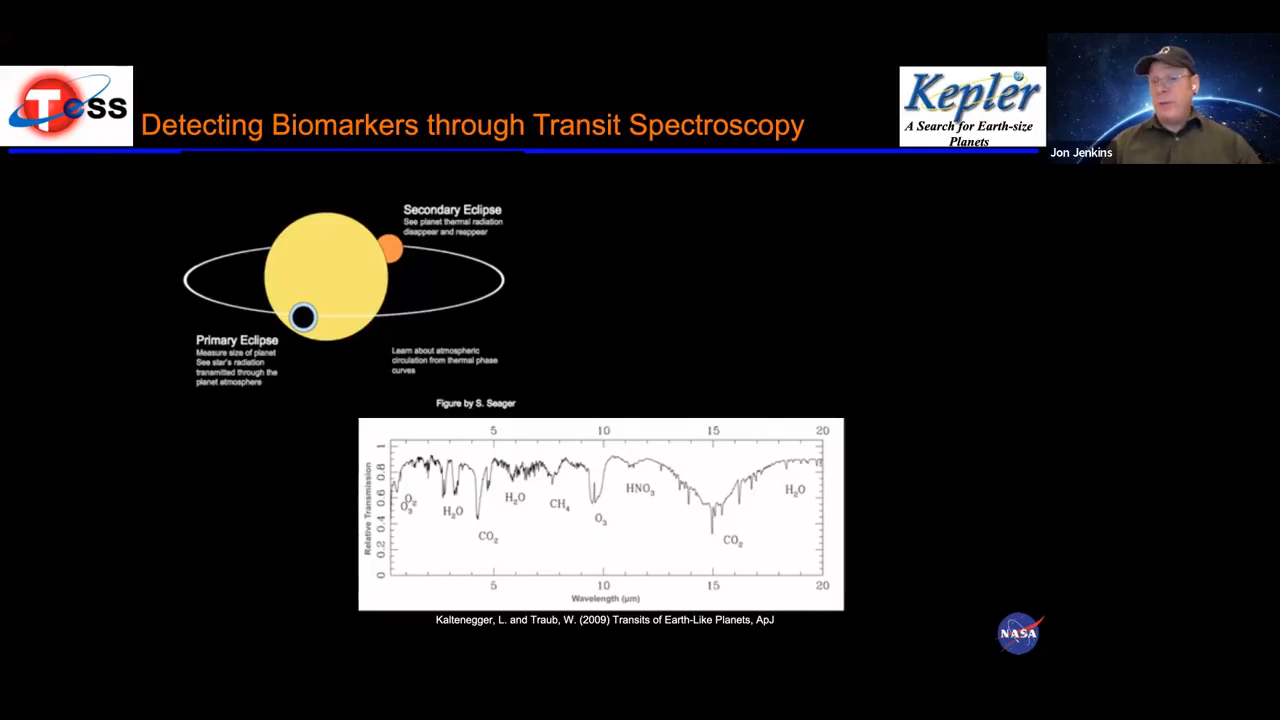 Tess
Detecting Biomarkers through Transit Spectroscopy
Kepler
A Search for Earth-size
Planets
Jon Jenkins
Secondary Eclipse
See planet thermal radiation
disappear and reappear
Primary Eclipse
Measure size of planet
See star's radiation
transmitted through the
planet atmosphere
Learn about atmospheric
circulation from thermal phase
curves
Figure by S. Seager
5 10 15 20
Relative Transmission
1
0.8
0.6
0.4
0.2
0
O₂
O₃
H₂O
CO₂
H₂O
CH₄
O₃
HNO₃
CO₂
H₂O
5 10 15 20
Wavelength (μm)
Kaltenegger, L. and Traub, W. (2009) Transits of Earth-Like Planets, ApJ
NASA